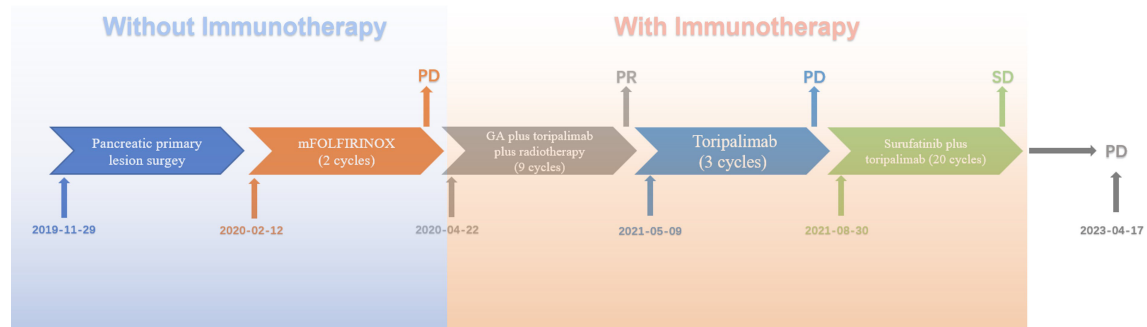 Without Immunotherapy
With Immunotherapy
PD
PR
PD
SD
Pancreatic primary
lesion surgey
mFOLFIRINOX
(2 cycles)
GA plus toripalimab
plus radiotherapy
(9 cycles)
Toripalimab
(3 cycles)
Surufatinib plus
toripalimab (20 cycles)
PD
2019-11-29
2020-02-12
2020-04-22
2021-05-09
2021-08-30
2023-04-17